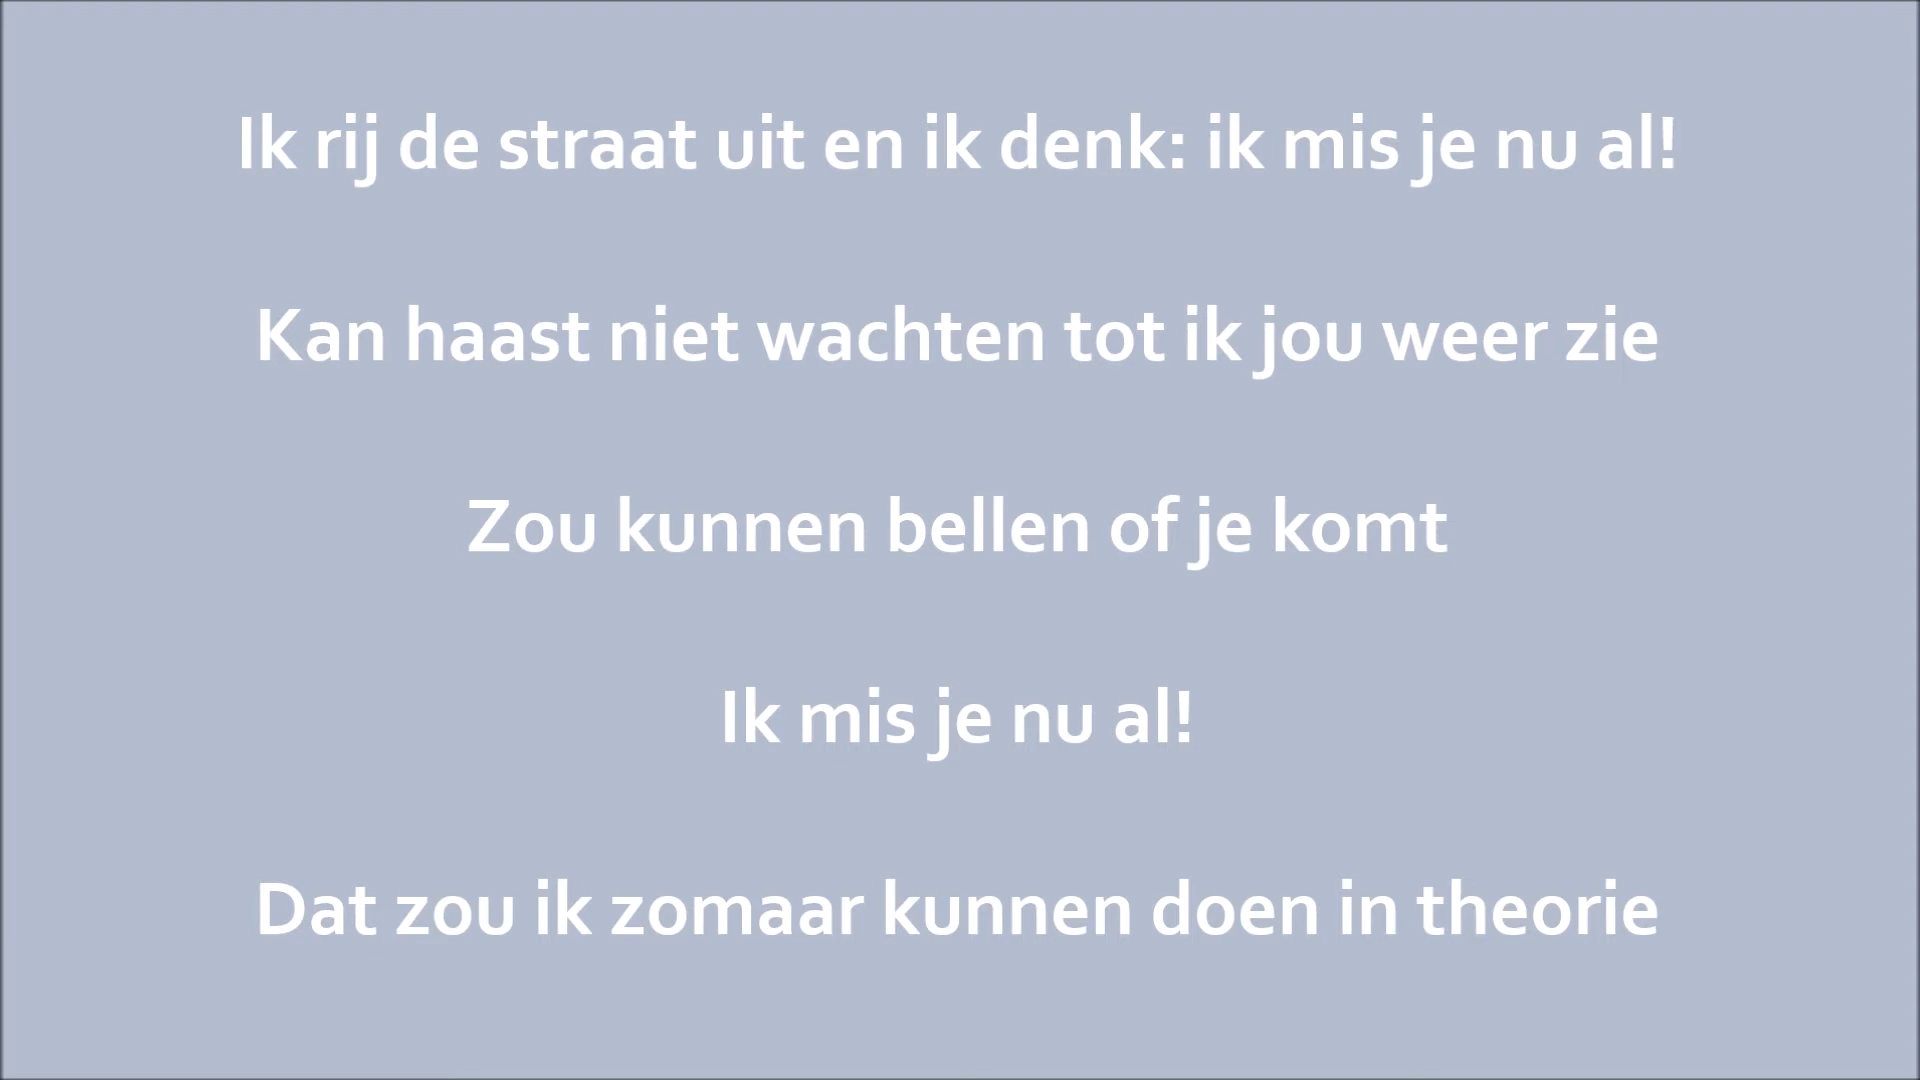 Ik rij de straat uit en ik denk: ik mis je nu al!
Kan haast niet wachten tot ik jou weer zie
Zou kunnen bellen of je komt
Ik mis je nu al!
Dat zou ik zomaar kunnen doen in theorie